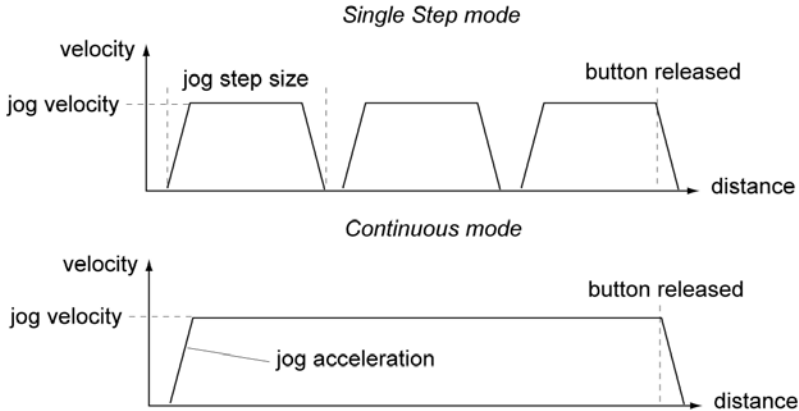 Single Step mode
velocity
jog step size
button released
jog velocity
distance
Continuous mode
velocity
button released
jog velocity
jog acceleration
distance